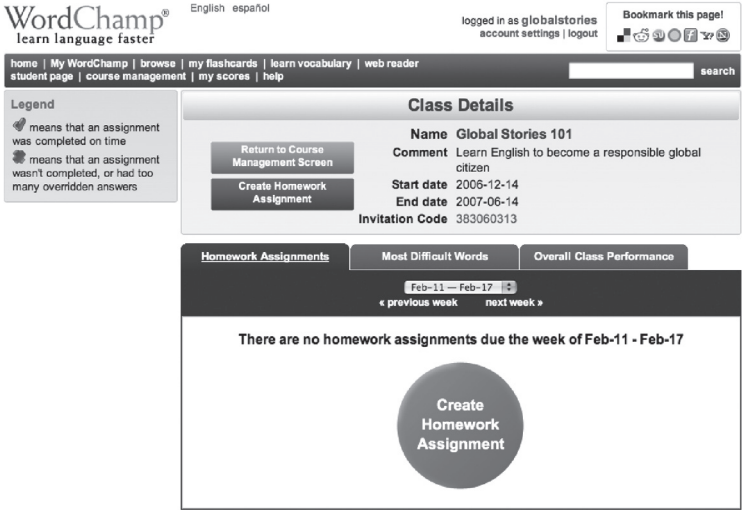 WordChamp®
learn language faster
English español
logged in as globalstories
account settings | logout
Bookmark this page!
home | My WordChamp | browse | my flashcards | learn vocabulary | web reader
student page | course management | my scores | help
search
Legend
means that an assignment
was completed on time
means that an assignment
wasn't completed, or had too
many overridden answers
Class Details
Return to Course
Management Screen
Create Homework
Assignment
Name Global Stories 101
Comment Learn English to become a responsible global
citizen
Start date 2006-12-14
End date 2007-06-14
Invitation Code 383060313
Homework Assignments Most Difficult Words Overall Class Performance
Feb-11 — Feb-17
« previous week next week »
There are no homework assignments due the week of Feb-11 - Feb-17
Create
Homework
Assignment